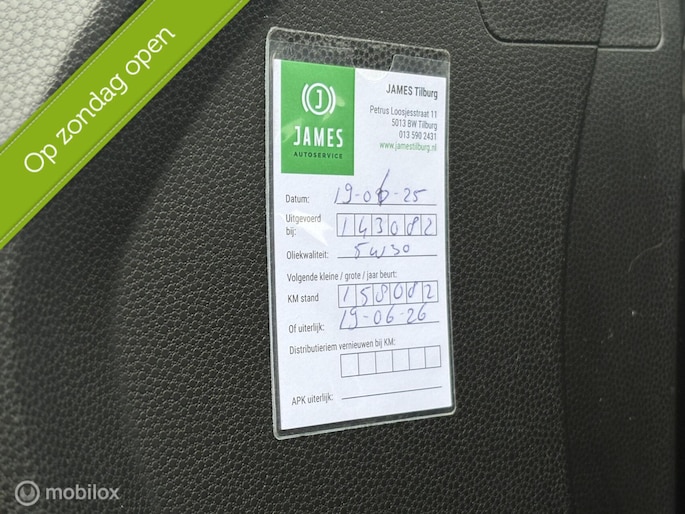 Op zondag open
J
JAMES
AUTOSERVICE
JAMES Tilburg
Petrus Loosjesstraat 11
5013 BW Tilburg
013 590 2431
www.jamestilburg.nl
Datum: 19-06-25
Uitgevoerd bij: 143082
Oliekwaliteit: 5W30
Volgende kleine / grote / jaar beurt:
KM stand 158082
Of uiterlijk: 19-06-26
Distributieriem vernieuwen bij KM:
APK uiterlijk:
mobilox